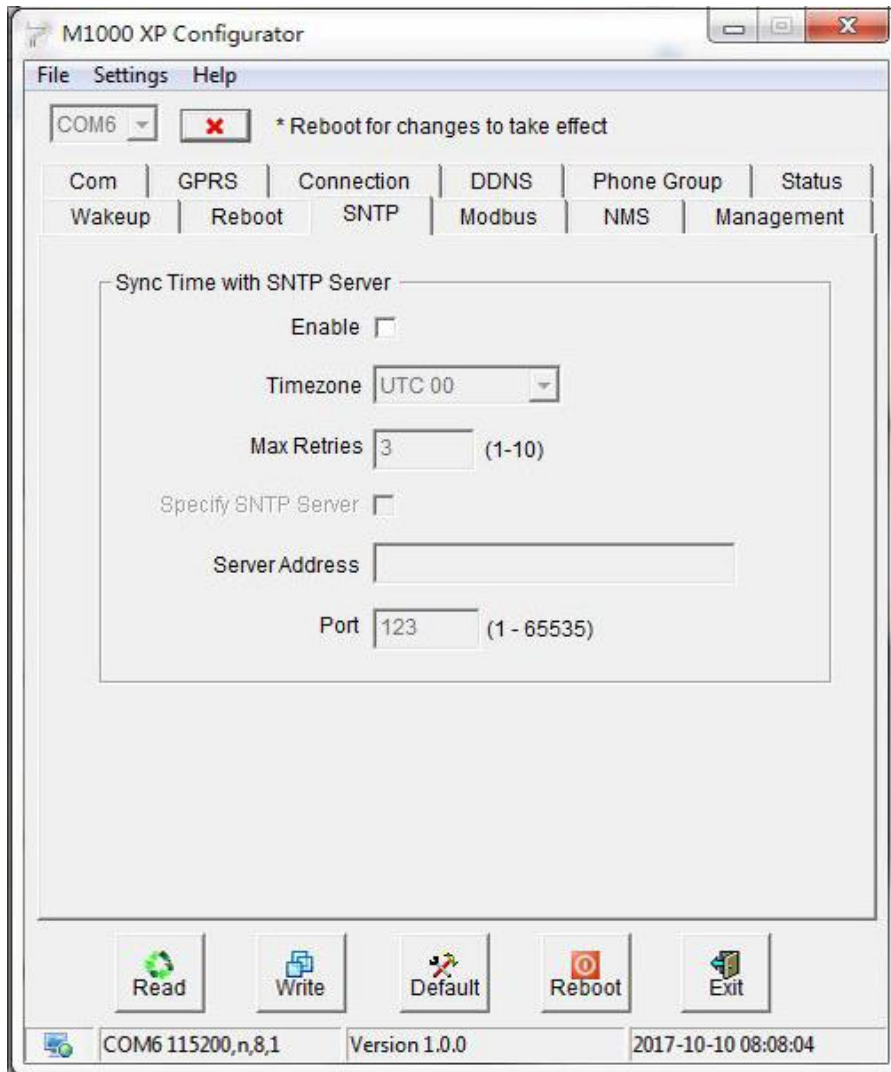 M1000 XP Configurator
File Settings Help
COM6 * Reboot for changes to take effect
Com GPRS Connection DDNS Phone Group Status
Wakeup Reboot SNTP Modbus NMS Management
Sync Time with SNTP Server
Enable
Timezone UTC 00
Max Retries 3 (1-10)
Specify SNTP Server
Server Address
Port 123 (1 - 65535)
Read Write Default Reboot Exit
COM6 115200,n,8,1 Version 1.0.0 2017-10-10 08:08:04